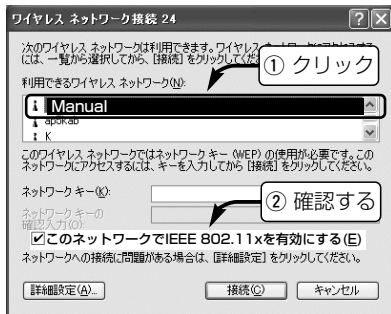 ワイヤレス ネットワーク接続 24
次のワイヤレス ネットワークは利用できます。ワイヤレス
には、一覧から選択してから、[接続] をクリックしてくだ
① クリック
利用できるワイヤレス ネットワーク(N):
Manual
apokab
K
このワイヤレス ネットワークではネットワーク キー (WEP) の使用が必要です。この
ネットワークにアクセスするには、キーを入力してから [接続] をクリックしてください。
ネットワーク キー(K):
② 確認する
ネットワーク キーの
確認入力(O):
このネットワークでIEEE 802.11xを有効にする(E)
ネットワークへの接続に問題がある場合は、[詳細設定] をクリックしてください。
詳細設定(A)...
接続(C)
キャンセル